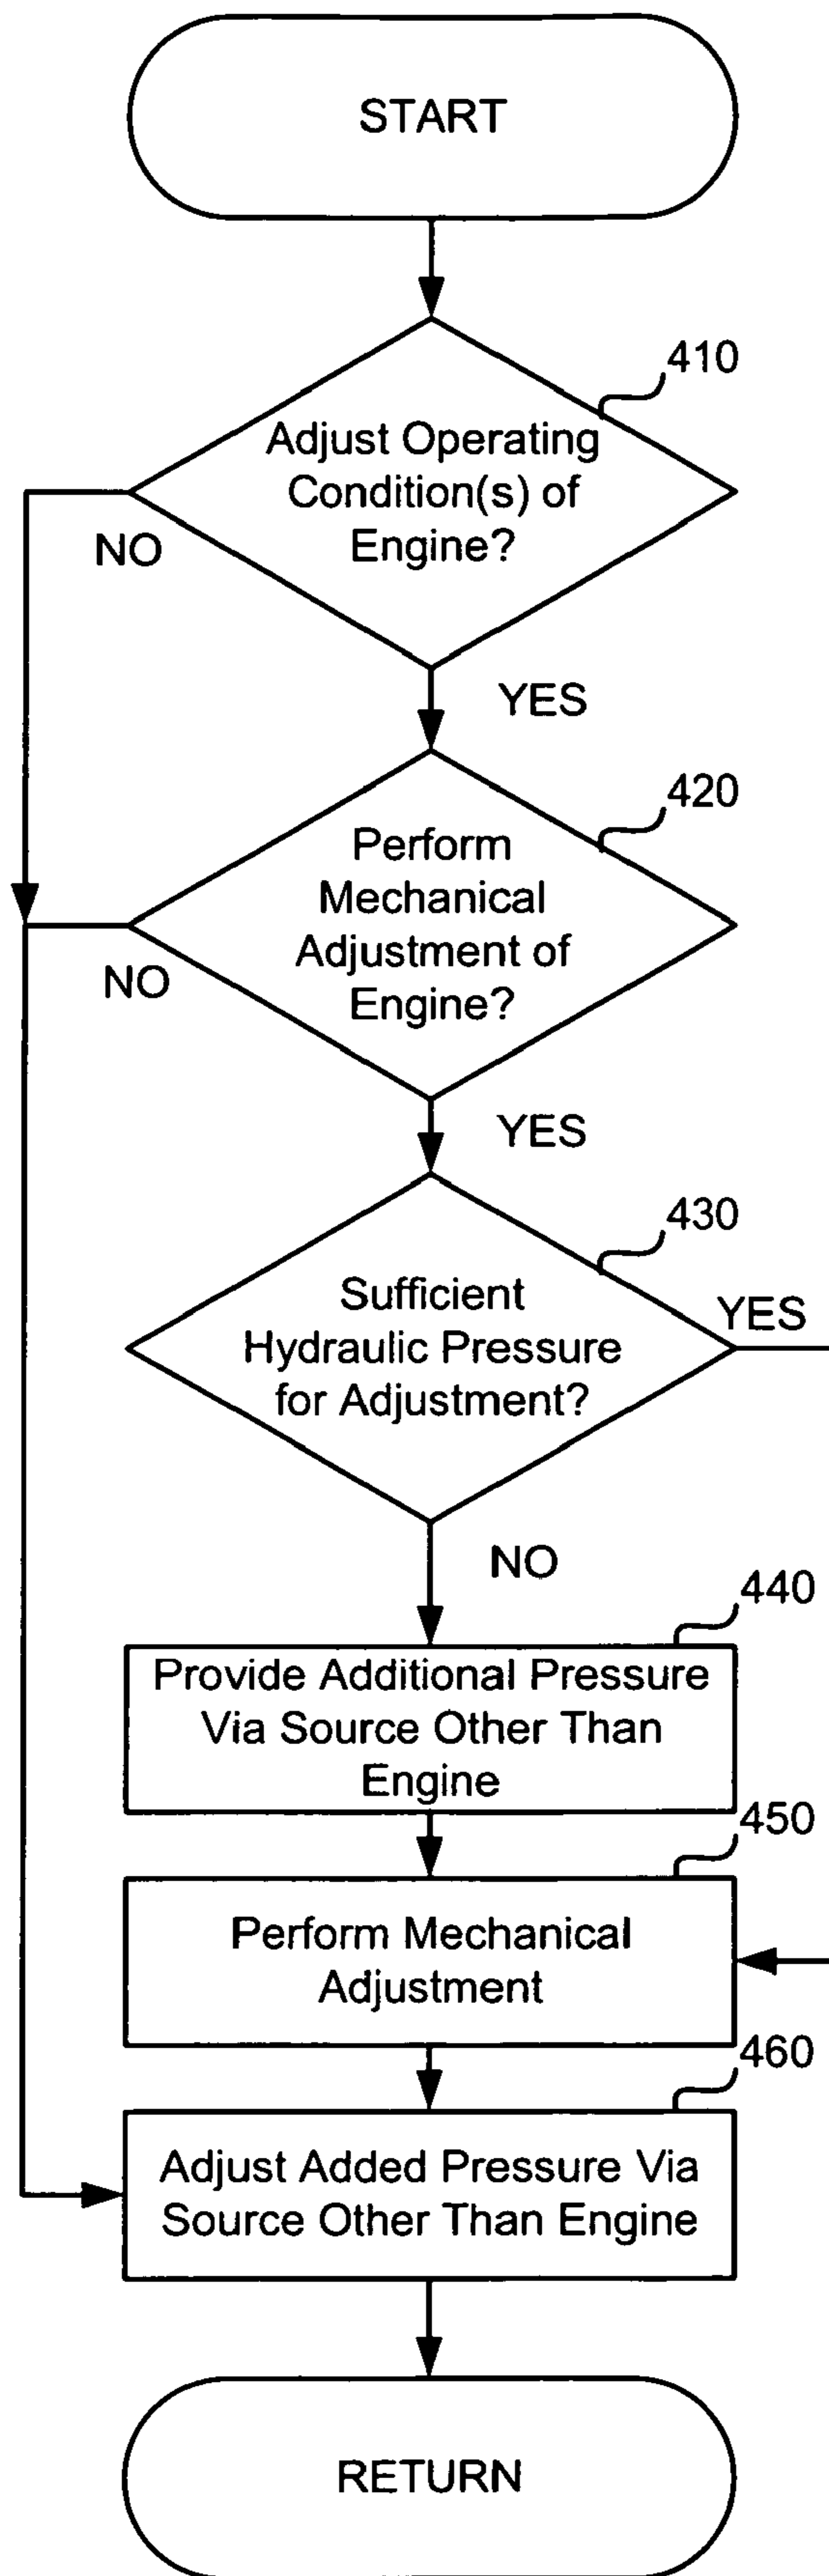 START
410
Adjust Operating
Condition(s) of
Engine?
NO
YES
420
Perform
Mechanical
Adjustment of
Engine?
NO
YES
430
Sufficient
Hydraulic Pressure
for Adjustment?
YES
NO
440
Provide Additional Pressure
Via Source Other Than
Engine
450
Perform Mechanical
Adjustment
460
Adjust Added Pressure Via
Source Other Than Engine
RETURN